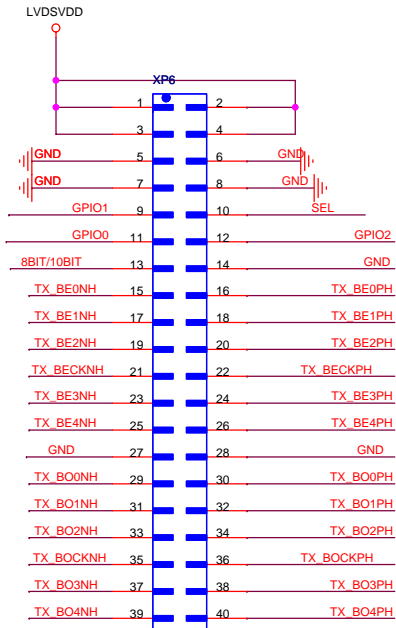 LVDSVDD
XP6
1 2
3 4
GND 5 6 GND
GND 7 8 GND
GPIO1 9 10 SEL
GPIO0 11 12 GPIO2
8BIT/10BIT 13 14 GND
TX_BE0NH 15 16 TX_BE0PH
TX_BE1NH 17 18 TX_BE1PH
TX_BE2NH 19 20 TX_BE2PH
TX_BECKNH 21 22 TX_BECKPH
TX_BE3NH 23 24 TX_BE3PH
TX_BE4NH 25 26 TX_BE4PH
GND 27 28 GND
TX_BO0NH 29 30 TX_BO0PH
TX_BO1NH 31 32 TX_BO1PH
TX_BO2NH 33 34 TX_BO2PH
TX_BOCKNH 35 36 TX_BOCKPH
TX_BO3NH 37 38 TX_BO3PH
TX_BO4NH 39 40 TX_BO4PH